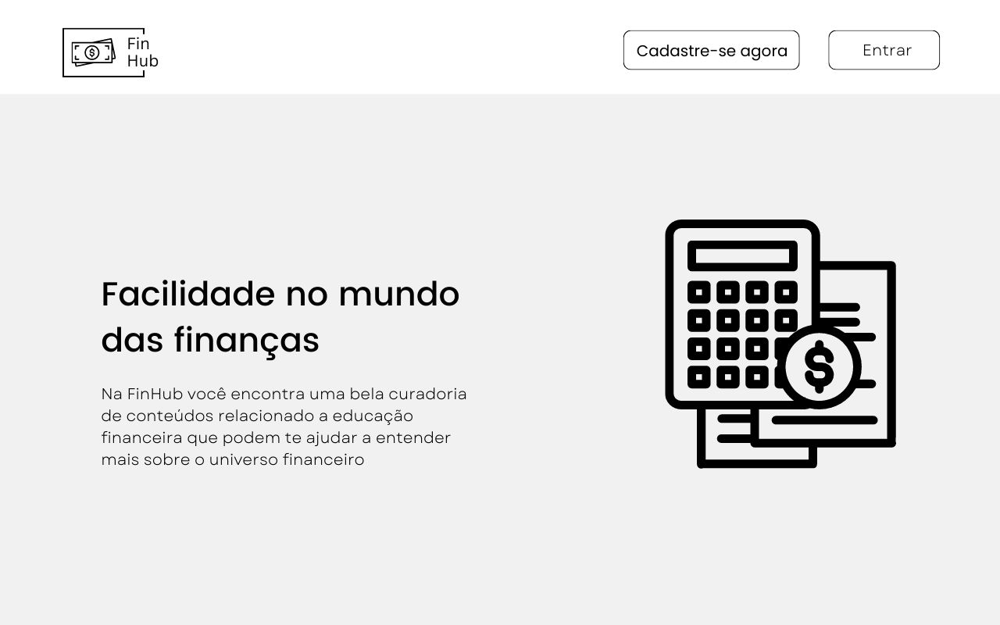 Fin
Hub
Cadastre-se agora
Entrar
Facilidade no mundo
das finanças
Na FinHub você encontra uma bela curadoria
de conteúdos relacionado a educação
financeira que podem te ajudar a entender
mais sobre o universo financeiro